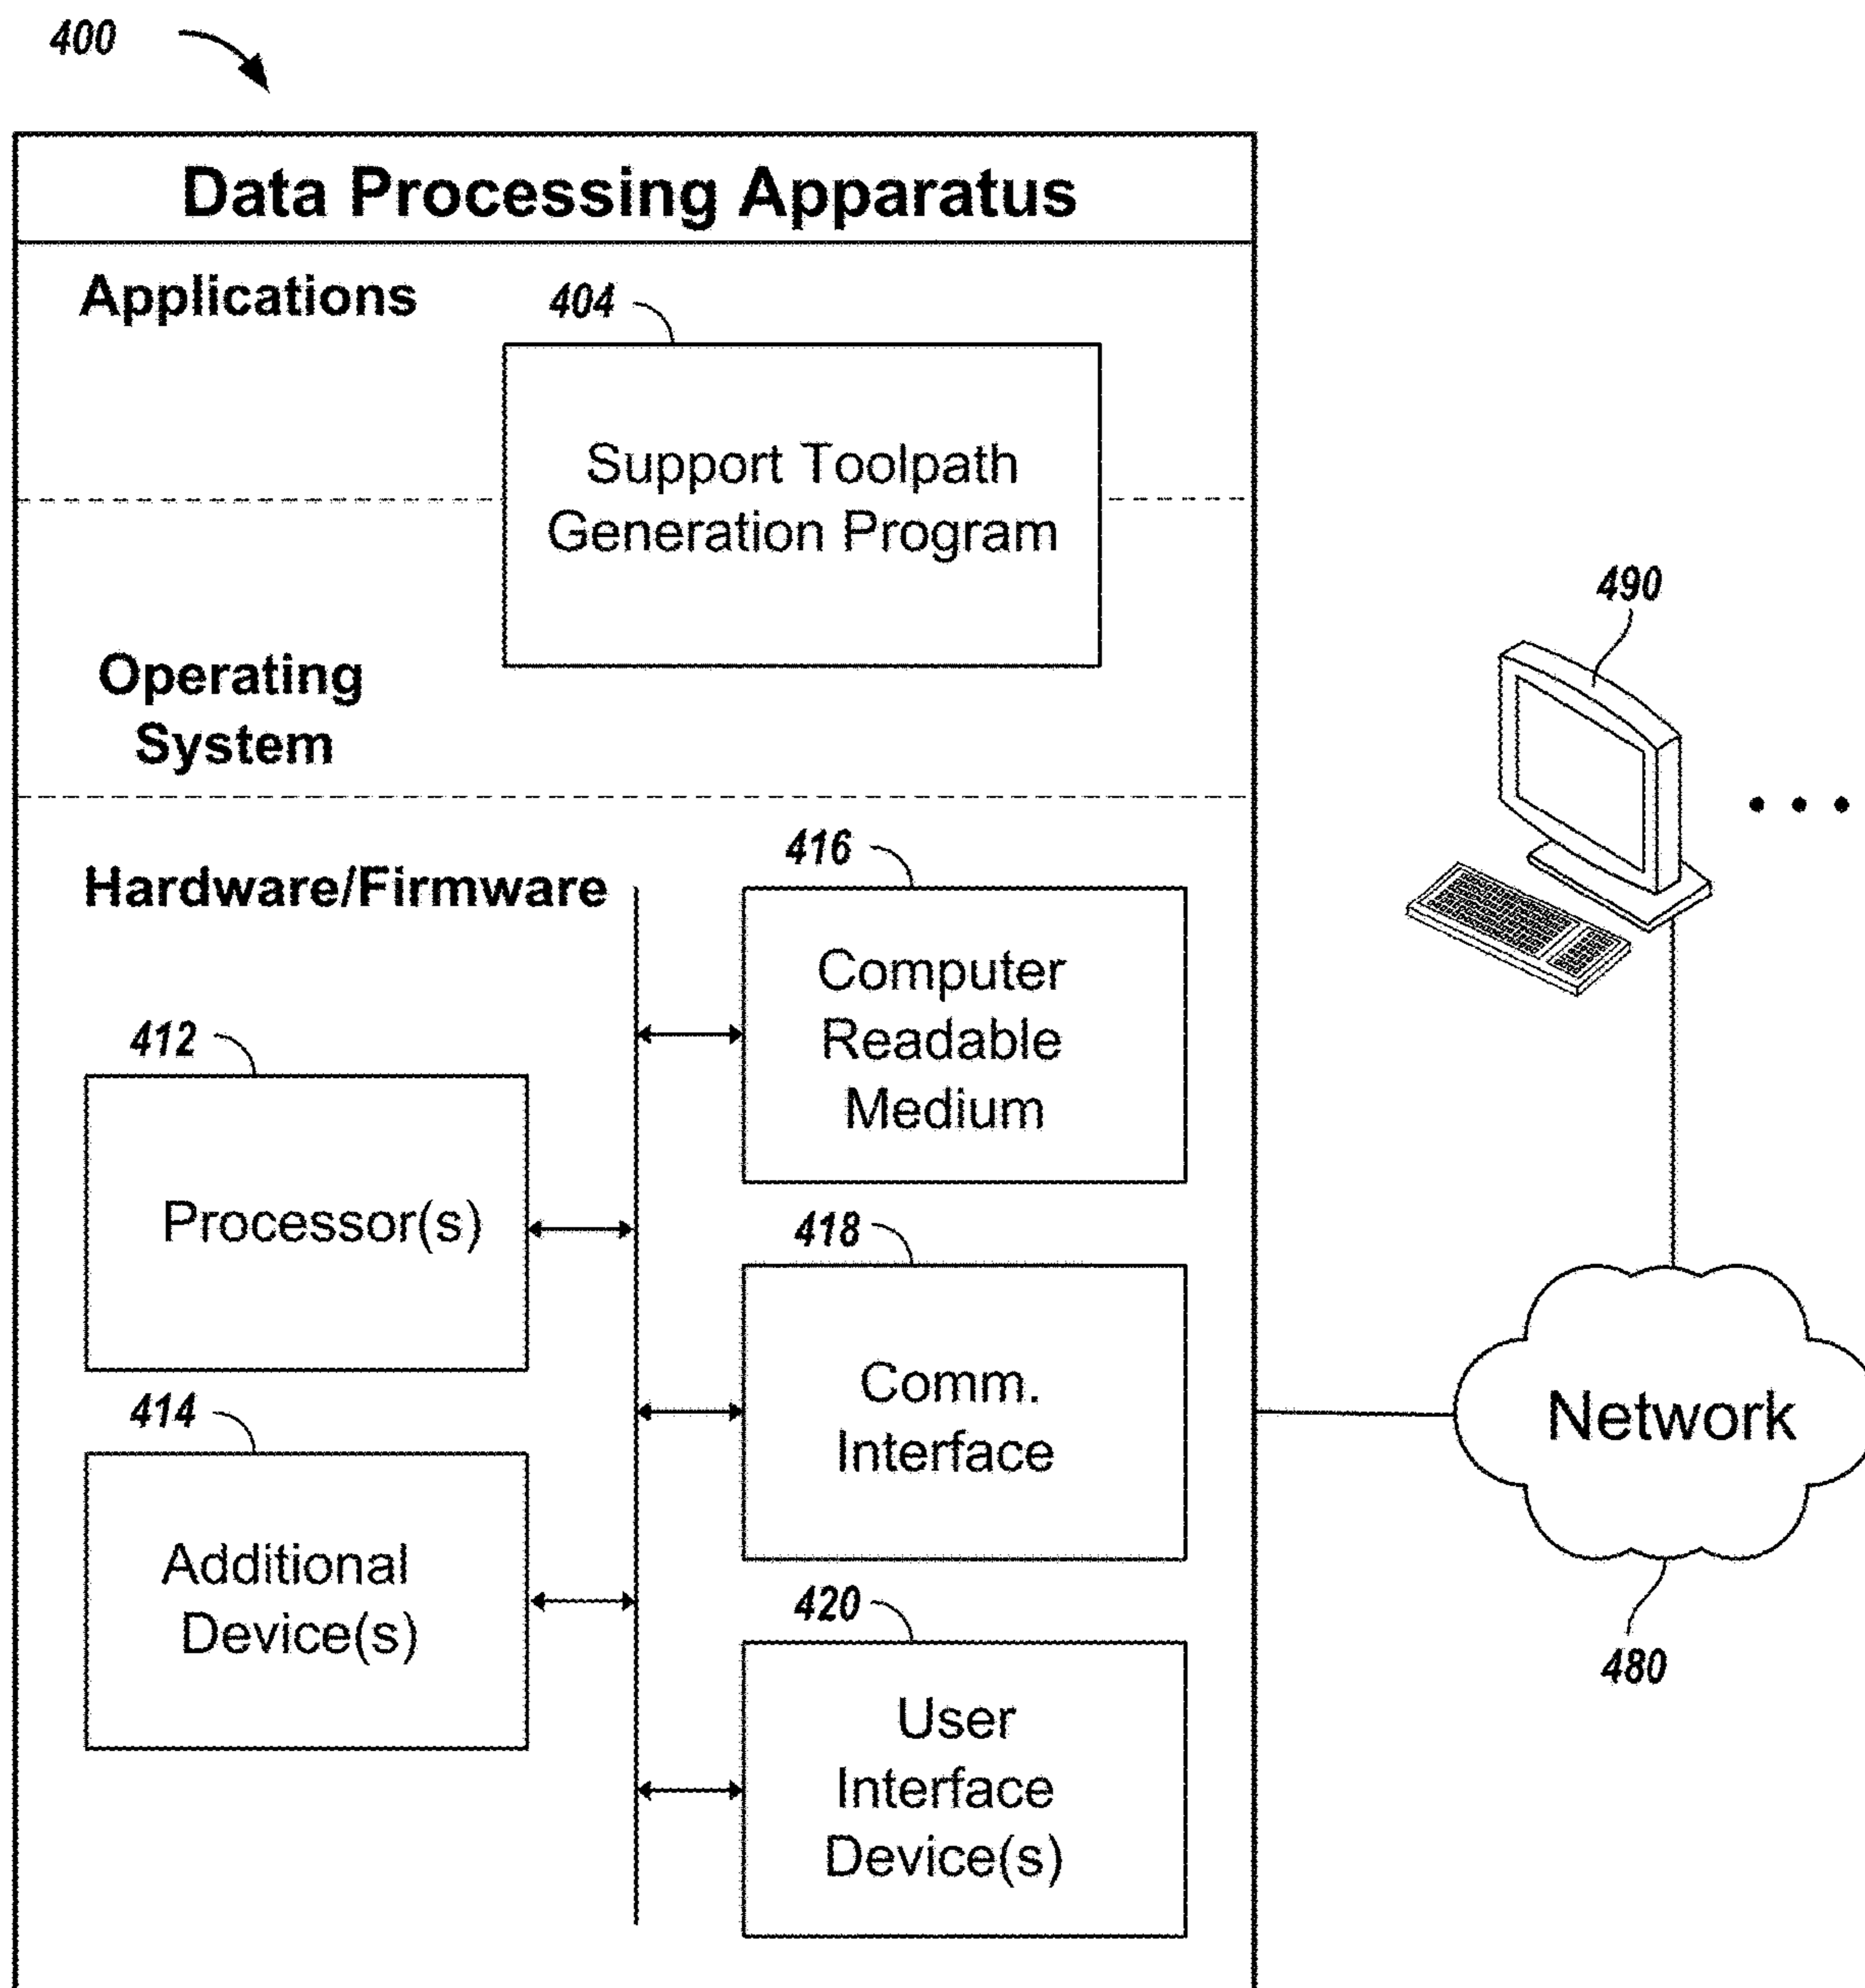 400
Data Processing Apparatus
Applications
404
Support Toolpath
Generation Program
Operating
System
490
Hardware/Firmware
416
Computer
Readable
Medium
412
Processor(s)
418
Comm.
Interface
Network
480
414
Additional
Device(s)
420
User
Interface
Device(s)